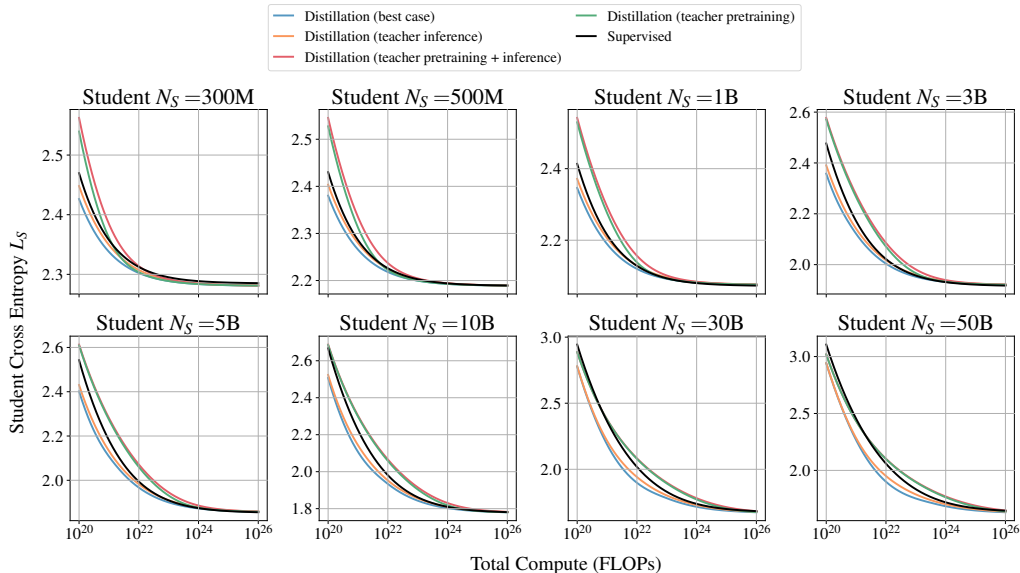 Distillation (best case)
Distillation (teacher inference)
Distillation (teacher pretraining + inference)
Distillation (teacher pretraining)
Supervised
Student N_S =300M
Student N_S =500M
Student N_S =1B
Student N_S =3B
2.5
2.4
2.3
2.5
2.4
2.3
2.2
2.4
2.2
2.6
2.4
2.2
2.0
Student N_S =5B
Student N_S =10B
Student N_S =30B
Student N_S =50B
2.6
2.4
2.2
2.0
2.6
2.4
2.2
2.0
1.8
3.0
2.5
2.0
3.0
2.5
2.0
10^20 10^22 10^24 10^26
10^20 10^22 10^24 10^26
10^20 10^22 10^24 10^26
10^20 10^22 10^24 10^26
Student Cross Entropy L_S
Total Compute (FLOPs)